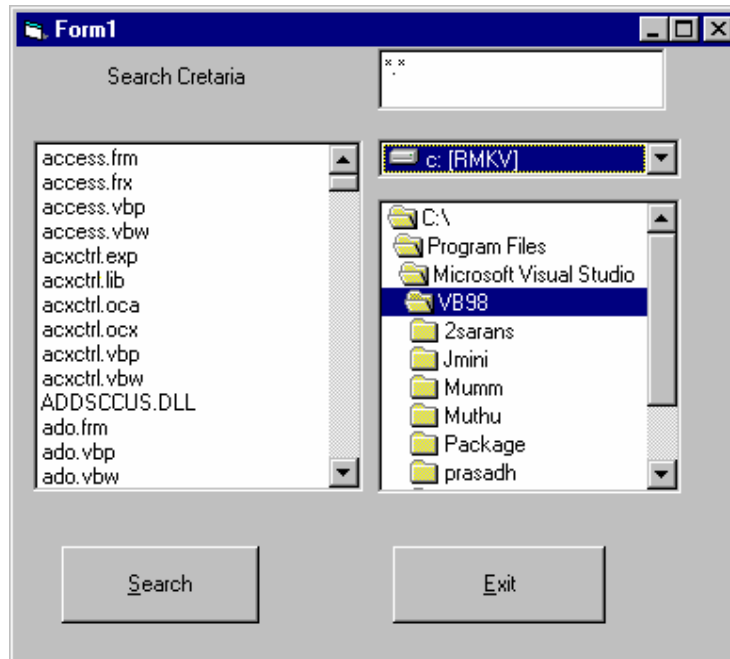 Form1
Search Cretaria
*.*
access.frm
access.frx
access.vbp
access.vbw
acxctrl.exp
acxctrl.lib
acxctrl.oca
acxctrl.ocx
acxctrl.vbp
acxctrl.vbw
ADDSCCUS.DLL
ado.frm
ado.vbp
ado.vbw
c: [RMKV]
C:\
Program Files
Microsoft Visual Studio
VB98
2sarans
Jmini
Mumm
Muthu
Package
prasadh
Search
Exit